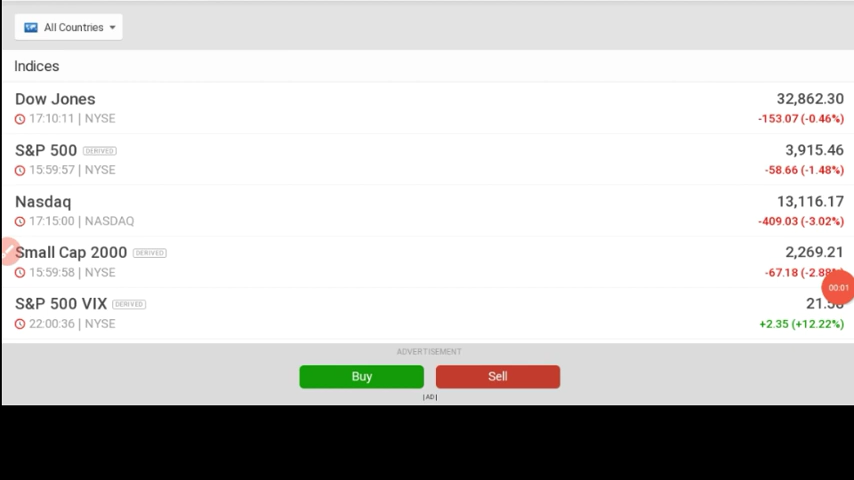 All Countries
Indices
Dow Jones 32,862.30
17:10:11 | NYSE -153.07 (-0.46%)
S&P 500 DERIVED 3,915.46
15:59:57 | NYSE -58.66 (-1.48%)
Nasdaq 13,116.17
17:15:00 | NASDAQ -409.03 (-3.02%)
Small Cap 2000 DERIVED 2,269.21
15:59:58 | NYSE -67.18
00:01
S&P 500 VIX DERIVED
22:00:36 | NYSE +2.35 (+12.22%)
ADVERTISEMENT
Buy Sell
| AD |